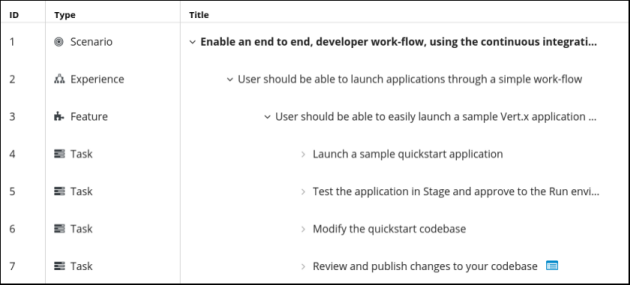 ID Type Title
1 Scenario Enable an end to end, developer work-flow, using the continuous integrati...
2 Experience User should be able to launch applications through a simple work-flow
3 Feature User should be able to easily launch a sample Vert.x application ...
4 Task Launch a sample quickstart application
5 Task Test the application in Stage and approve to the Run envi...
6 Task Modify the quickstart codebase
7 Task Review and publish changes to your codebase